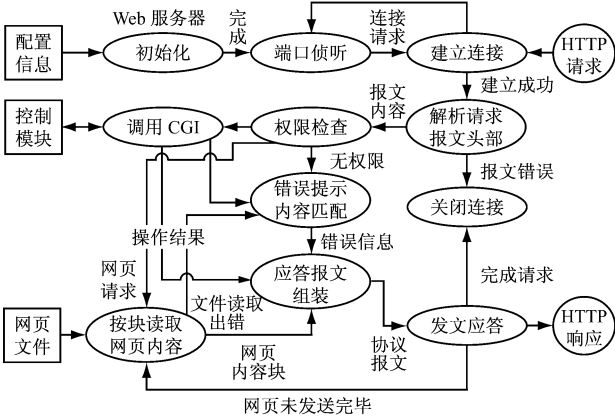 Web 服务器
配置
信息
初始化
完
成
端口侦听
连接
请求
建立连接
HTTP
请求
建立成功
控制
模块
调用 CGI
权限检查
报文
内容
解析请求
报文头部
无权限
报文错误
错误提示
内容匹配
关闭连接
操作结果
错误信息
网页
请求
应答报文
组装
完成请求
文件读取
出错
网页
文件
按块读取
网页内容
网页
内容块
协议
报文
发文应答
HTTP
响应
网页未发送完毕